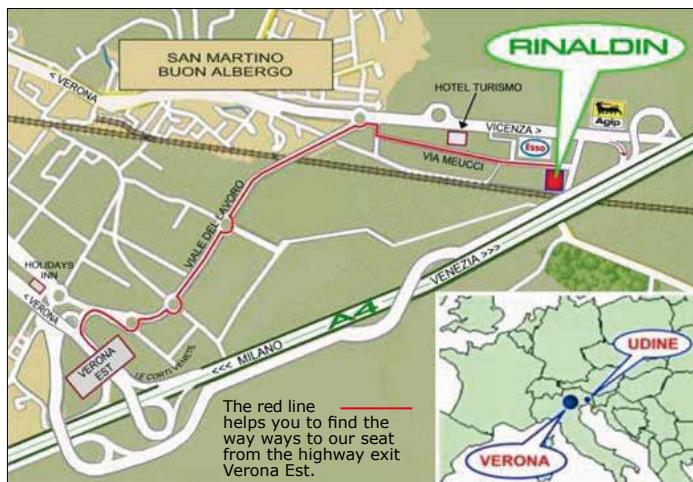 SAN MARTINO
BUON ALBERGO
RINALDIN
< VERONA
HOTEL TURISMO
VICENZA >
Agip
Esso
VIA MEUCCI
VIALE DEL LAVORO
HOLIDAYS
INN
< VERONA
VERONA
EST
LE CORTI VENETE
A4
VENEZIA >>>
<<< MILANO
The red line
helps you to find the
way ways to our seat
from the highway exit
Verona Est.
UDINE
VERONA